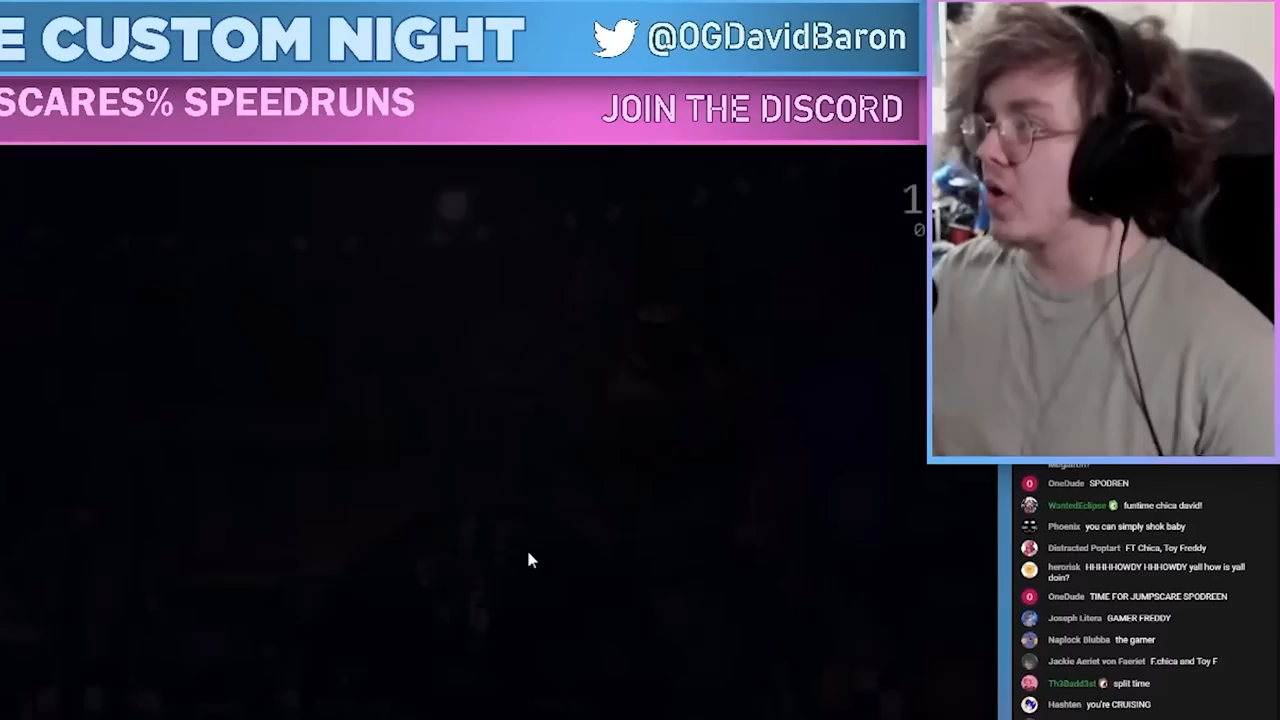 E CUSTOM NIGHT
@OGDavidBaron
SCARES% SPEEDRUNS
JOIN THE DISCORD
1
0
OneDude SPODREN
WantedEclipse funtime chica david!
Phoenix you can simply shok baby
Distracted Poptart FT Chica, Toy Freddy
herorisk HHHHHOWDY HHHOWDY yall how is yall
doin?
OneDude TIME FOR JUMPSCARE SPODREEN
Joseph Litera GAMER FREDDY
Naplock Blubba the gamer
Jackie Aeriet von Faeriet F.chica and Toy F
Th3Badd3st split time
Hashten you're CRUISING